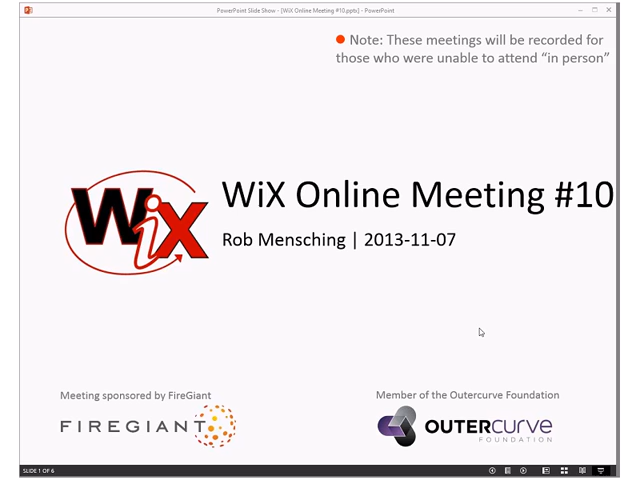 PowerPoint Slide Show - [WiX Online Meeting #10.pptx] - PowerPoint
Note: These meetings will be recorded for
those who were unable to attend “in person”
WiX
WiX Online Meeting #10
Rob Mensching | 2013-11-07
Meeting sponsored by FireGiant
FIREGIANT
Member of the Outercurve Foundation
OUTERCURVE
FOUNDATION
SLIDE 1 OF 6